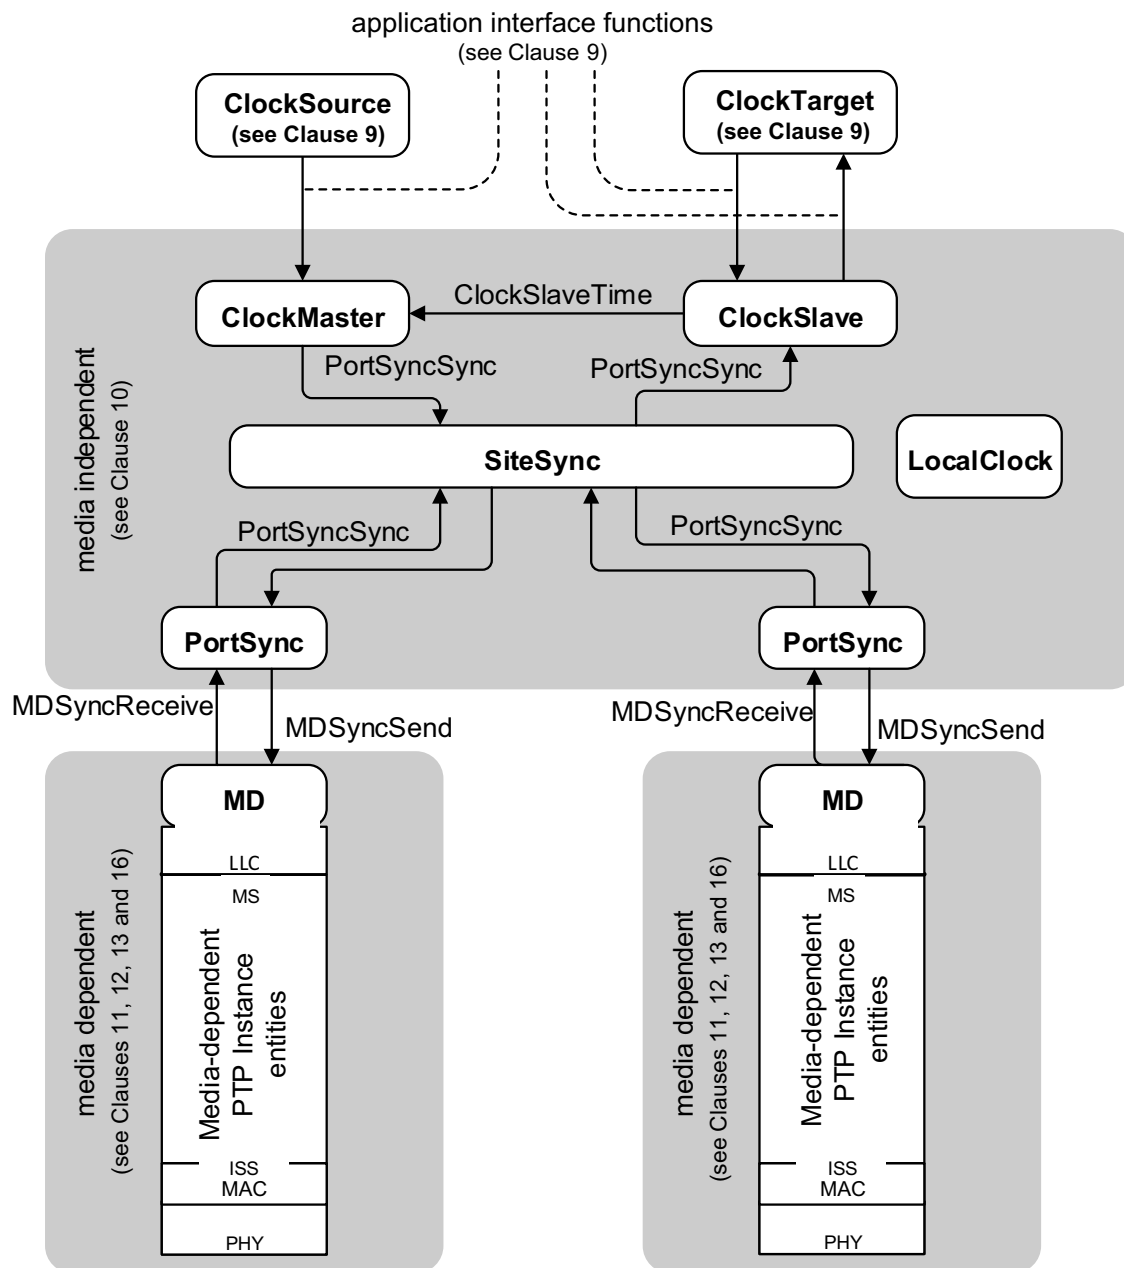 application interface functions
(see Clause 9)
ClockSource
(see Clause 9)
ClockTarget
(see Clause 9)
ClockMaster
ClockSlaveTime
ClockSlave
PortSyncSync
PortSyncSync
media independent
(see Clause 10)
SiteSync
LocalClock
PortSyncSync
PortSyncSync
PortSync
PortSync
MDSyncReceive
MDSyncSend
MDSyncReceive
MDSyncSend
media dependent
(see Clauses 11, 12, 13 and 16)
MD
LLC
MS
Media-dependent
PTP Instance
entities
ISS
MAC
PHY
media dependent
(see Clauses 11, 12, 13 and 16)
MD
LLC
MS
Media-dependent
PTP Instance
entities
ISS
MAC
PHY